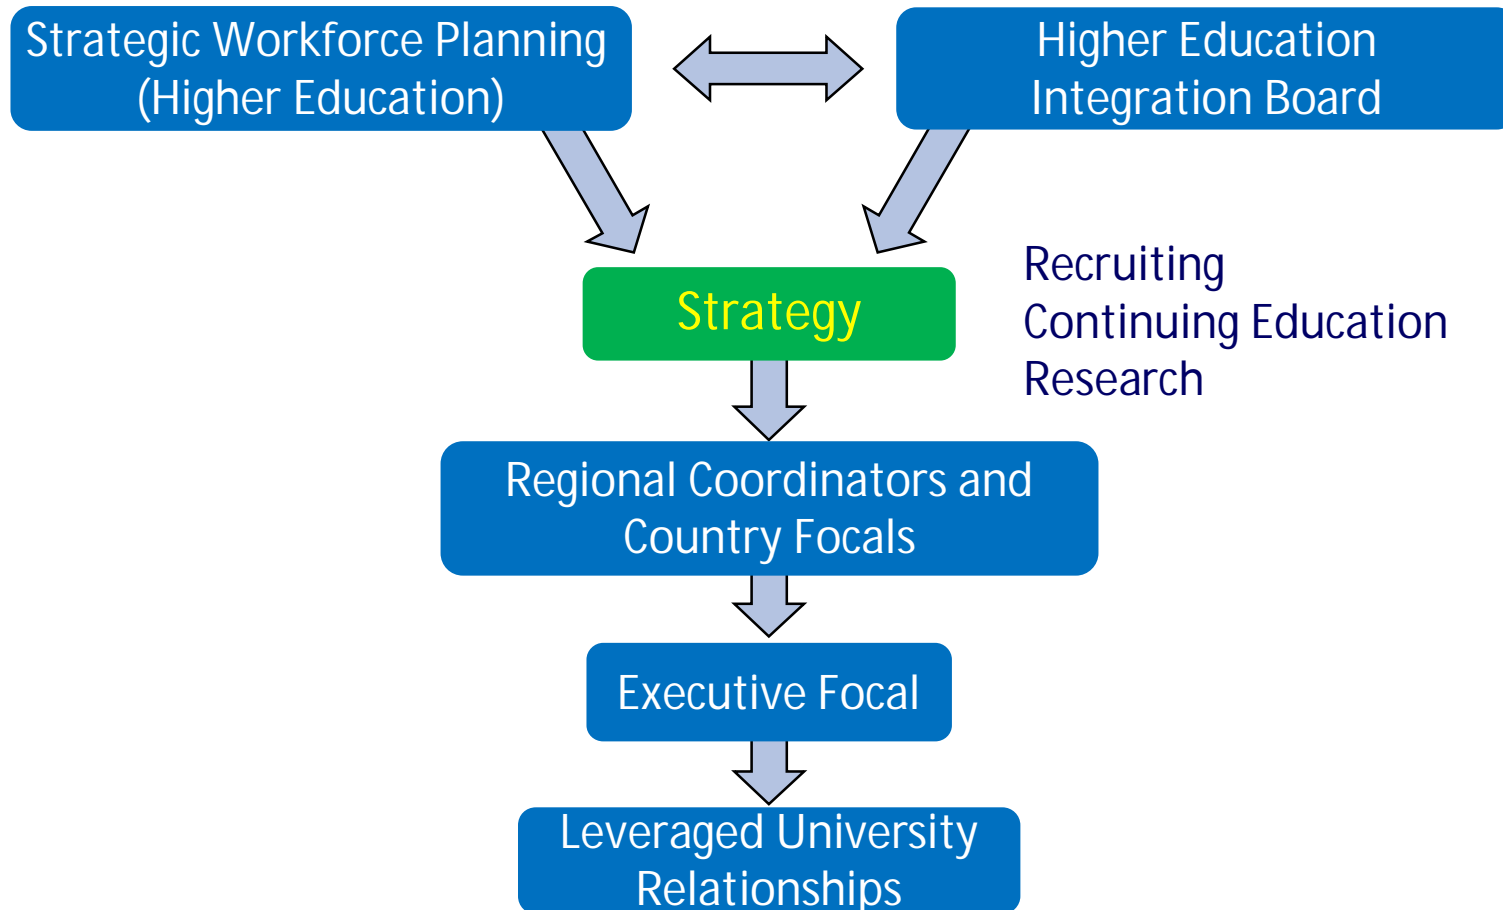 Strategic Workforce Planning
(Higher Education)
Higher Education
Integration Board
Strategy
Recruiting
Continuing Education
Research
Regional Coordinators and
Country Focals
Executive Focal
Leveraged University
Relationships